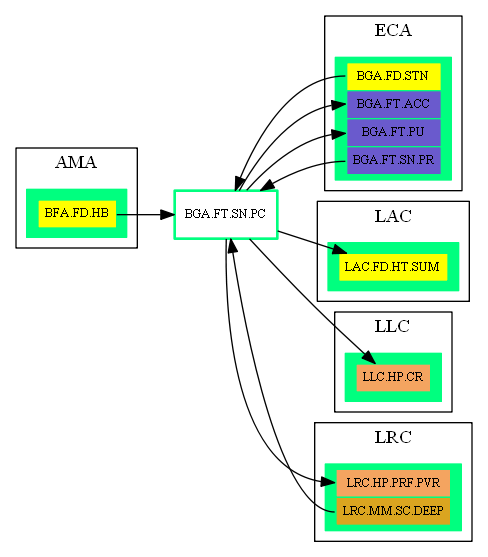 ECA
BGA.FD.STN
BGA.FT.ACC
BGA.FT.PU
BGA.FT.SN.PR
AMA
BFA.FD.HB
BGA.FT.SN.PC
LAC
LAC.FD.HT.SUM
LLC
LLC.HP.CR
LRC
LRC.HP.PRF.PVR
LRC.MM.SC.DEEP